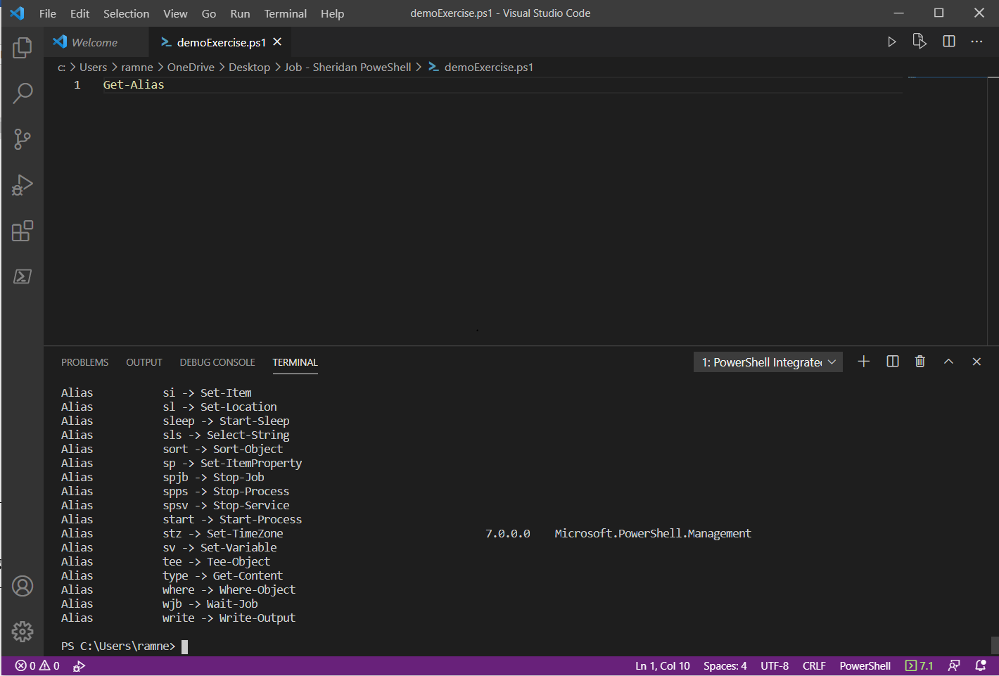 File Edit Selection View Go Run Terminal Help demoExercise.ps1 - Visual Studio Code
Welcome demoExercise.ps1
c: > Users > ramne > OneDrive > Desktop > Job - Sheridan PoweShell > demoExercise.ps1
1 Get-Alias
PROBLEMS OUTPUT DEBUG CONSOLE TERMINAL 1: PowerShell Integrate
Alias si -> Set-Item
Alias sl -> Set-Location
Alias sleep -> Start-Sleep
Alias sls -> Select-String
Alias sort -> Sort-Object
Alias sp -> Set-ItemProperty
Alias spjb -> Stop-Job
Alias spps -> Stop-Process
Alias spsv -> Stop-Service
Alias start -> Start-Process
Alias stz -> Set-TimeZone 7.0.0.0 Microsoft.PowerShell.Management
Alias sv -> Set-Variable
Alias tee -> Tee-Object
Alias type -> Get-Content
Alias where -> Where-Object
Alias wjb -> Wait-Job
Alias write -> Write-Output
PS C:\Users\ramne>
0 0 Ln 1, Col 10 Spaces: 4 UTF-8 CRLF PowerShell 7.1